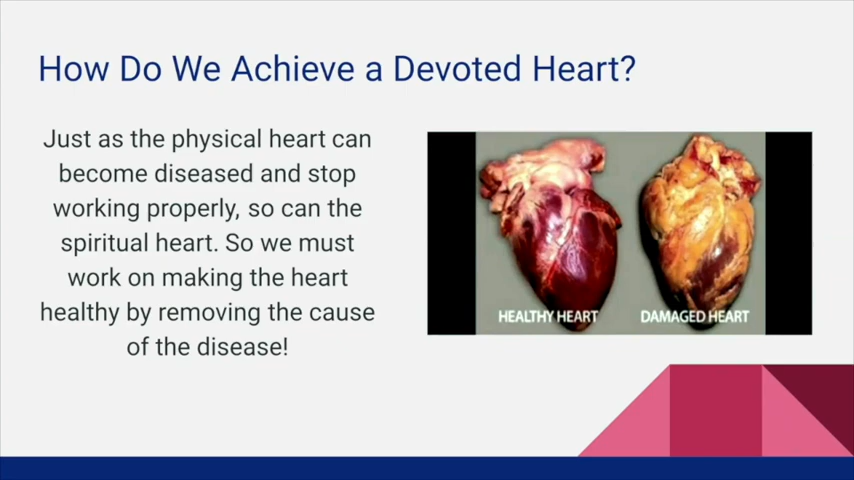 How Do We Achieve a Devoted Heart?
Just as the physical heart can
become diseased and stop
working properly, so can the
spiritual heart. So we must
work on making the heart
healthy by removing the cause
of the disease!
HEALTHY HEART
DAMAGED HEART